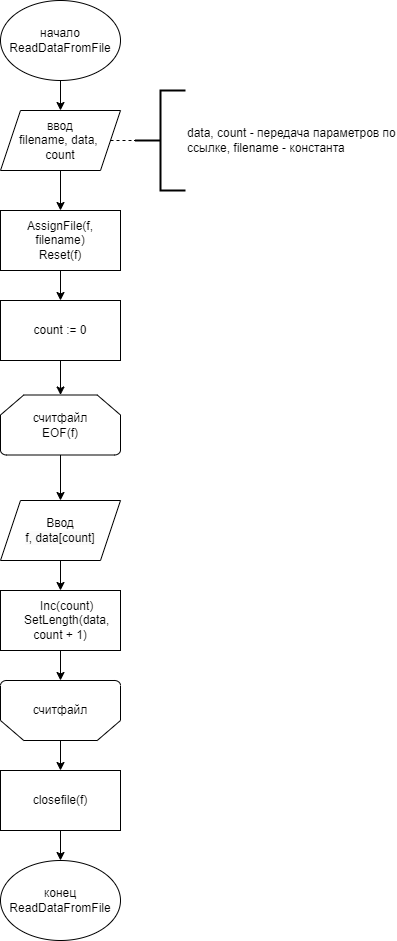 начало
ReadDataFromFile
ввод
filename, data,
count
data, count - передача параметров по
ссылке, filename - константа
AssignFile(f,
filename)
Reset(f)
count := 0
считфайл
EOF(f)
Ввод
f, data[count]
Inc(count)
SetLength(data,
count + 1)
считфайл
closefile(f)
конец
ReadDataFromFile